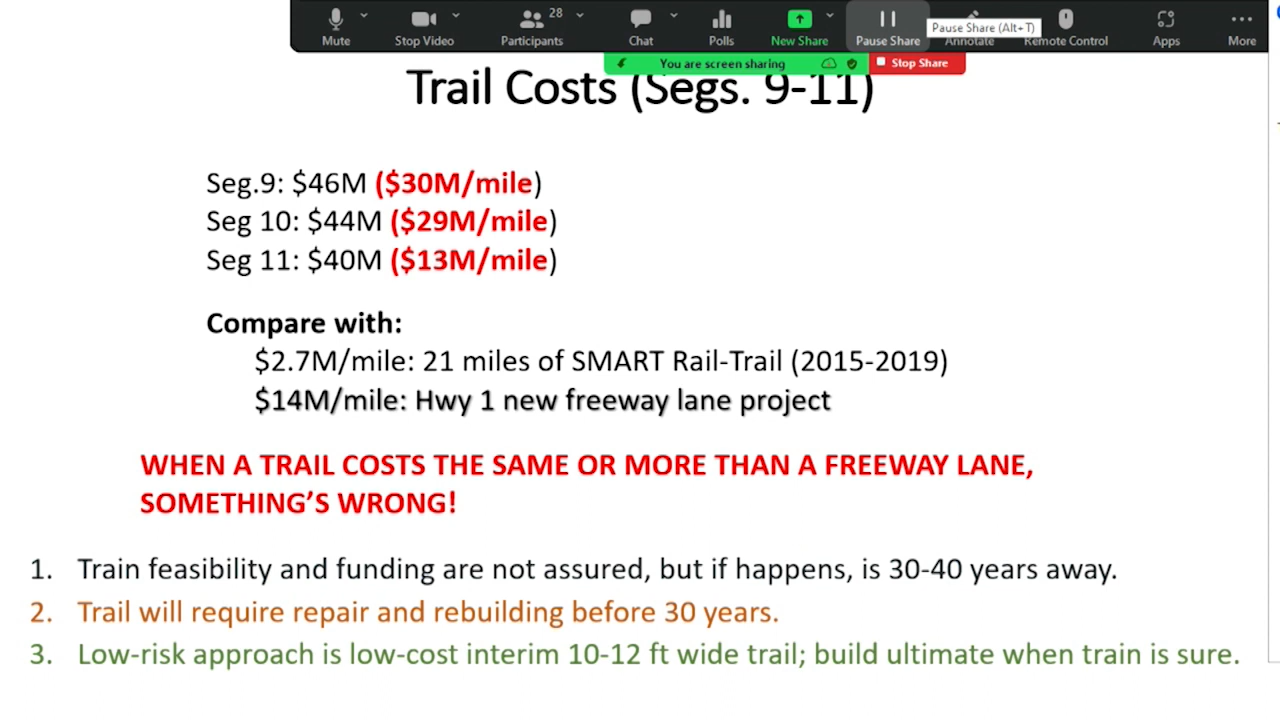 28
Mute
Stop Video
Participants
Chat
Polls
New Share
Pause Share
Pause Share (Alt+T)
Annotate
Remote Control
Apps
More
You are screen sharing
Stop Share
Trail Costs (Segs. 9-11)
Seg.9: $46M ($30M/mile)
Seg 10: $44M ($29M/mile)
Seg 11: $40M ($13M/mile)
Compare with:
$2.7M/mile: 21 miles of SMART Rail-Trail (2015-2019)
$14M/mile: Hwy 1 new freeway lane project
WHEN A TRAIL COSTS THE SAME OR MORE THAN A FREEWAY LANE,
SOMETHING’S WRONG!
1. Train feasibility and funding are not assured, but if happens, is 30-40 years away.
2. Trail will require repair and rebuilding before 30 years.
3. Low-risk approach is low-cost interim 10-12 ft wide trail; build ultimate when train is sure.